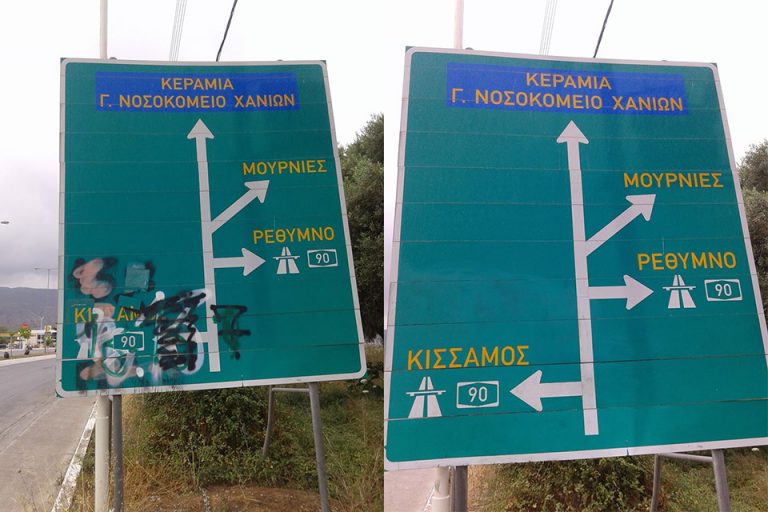 ΚΕΡΑΜΙΑ
Γ. ΝΟΣΟΚΟΜΕΙΟ ΧΑΝΙΩΝ
ΜΟΥΡΝΙΕΣ
ΡΕΘΥΜΝΟ
90
90
ΚΕΡΑΜΙΑ
Γ. ΝΟΣΟΚΟΜΕΙΟ ΧΑΝΙΩΝ
ΜΟΥΡΝΙΕΣ
ΡΕΘΥΜΝΟ
90
ΚΙΣΣΑΜΟΣ
90